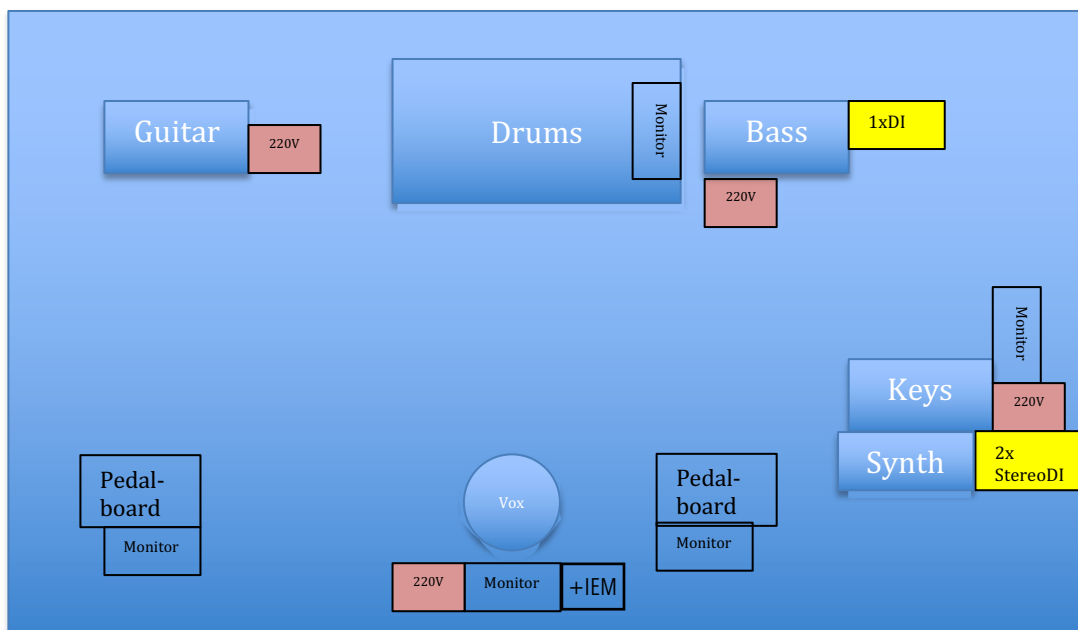 Guitar
220V
Drums
Monitor
Bass
1xDI
220V
Monitor
Keys
220V
Synth
2x
StereoDI
Pedal-
board
Monitor
Vox
220V
Monitor
+IEM
Pedal-
board
Monitor